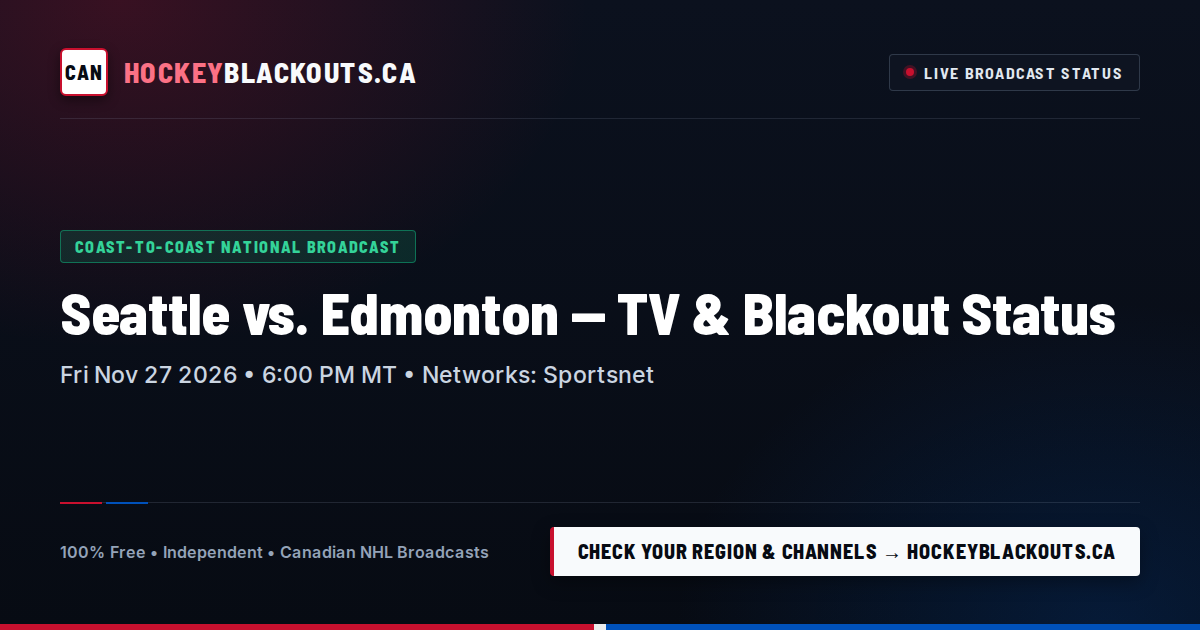 CAN
HOCKEYBLACKOUTS.CA
LIVE BROADCAST STATUS
COAST-TO-COAST NATIONAL BROADCAST
Seattle vs. Edmonton — TV & Blackout Status
Fri Nov 27 2026 • 6:00 PM MT • Networks: Sportsnet
100% Free • Independent • Canadian NHL Broadcasts
CHECK YOUR REGION & CHANNELS → HOCKEYBLACKOUTS.CA